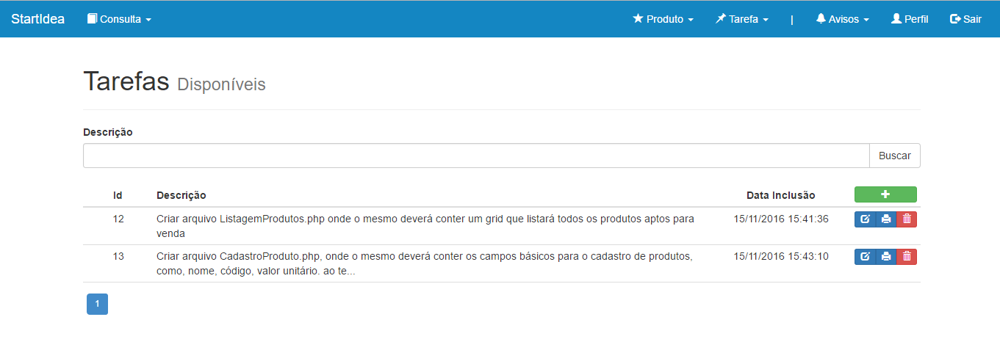 StartIdea Consulta Produto Tarefa | Avisos Perfil Sair
Tarefas Disponíveis
Descrição
Buscar
Id Descrição Data Inclusão
12 Criar arquivo ListagemProdutos.php onde o mesmo deverá conter um grid que listará todos os produtos aptos para 15/11/2016 15:41:36
venda
13 Criar arquivo CadastroProduto.php, onde o mesmo deverá conter os campos básicos para o cadastro de produtos, 15/11/2016 15:43:10
como, nome, código, valor unitário. ao te...
1